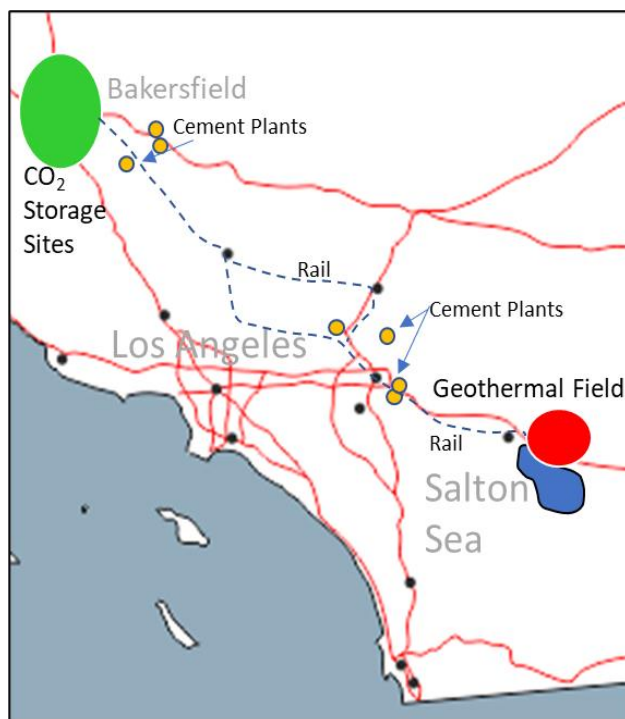 Bakersfield
Cement Plants
CO₂
Storage
Sites
Rail
Cement Plants
Los Angeles
Geothermal Field
Rail
Salton
Sea